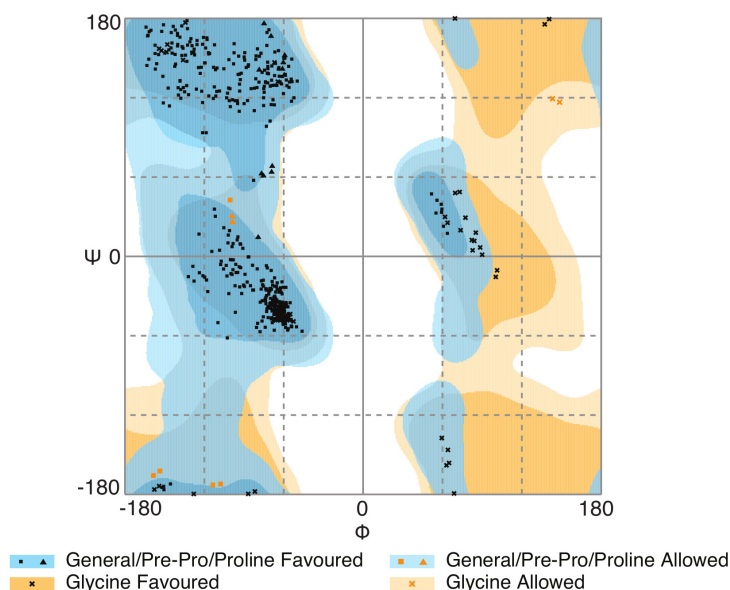 180
Ψ 0
-180
-180 0 180
Φ
General/Pre-Pro/Proline Favoured General/Pre-Pro/Proline Allowed
Glycine Favoured Glycine Allowed